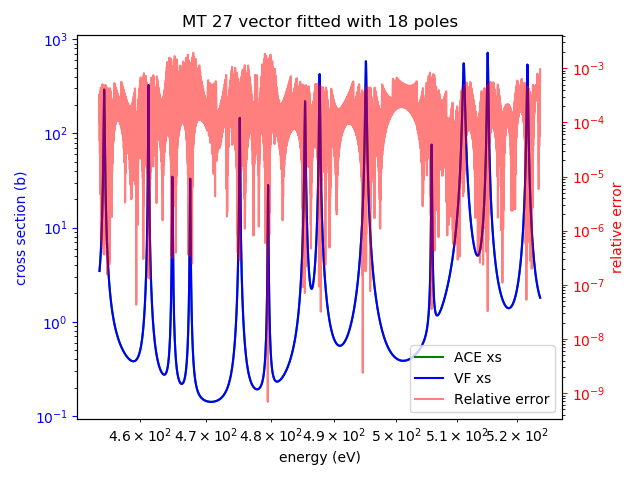 MT 27 vector fitted with 18 poles
10³
10²
10¹
10⁰
10⁻¹
cross section (b)
10⁻³
10⁻⁴
10⁻⁵
10⁻⁶
10⁻⁷
10⁻⁸
10⁻⁹
relative error
ACE xs
VF xs
Relative error
4.6 × 10² 4.7 × 10² 4.8 × 10² 4.9 × 10² 5 × 10² 5.1 × 10² 5.2 × 10²
energy (eV)